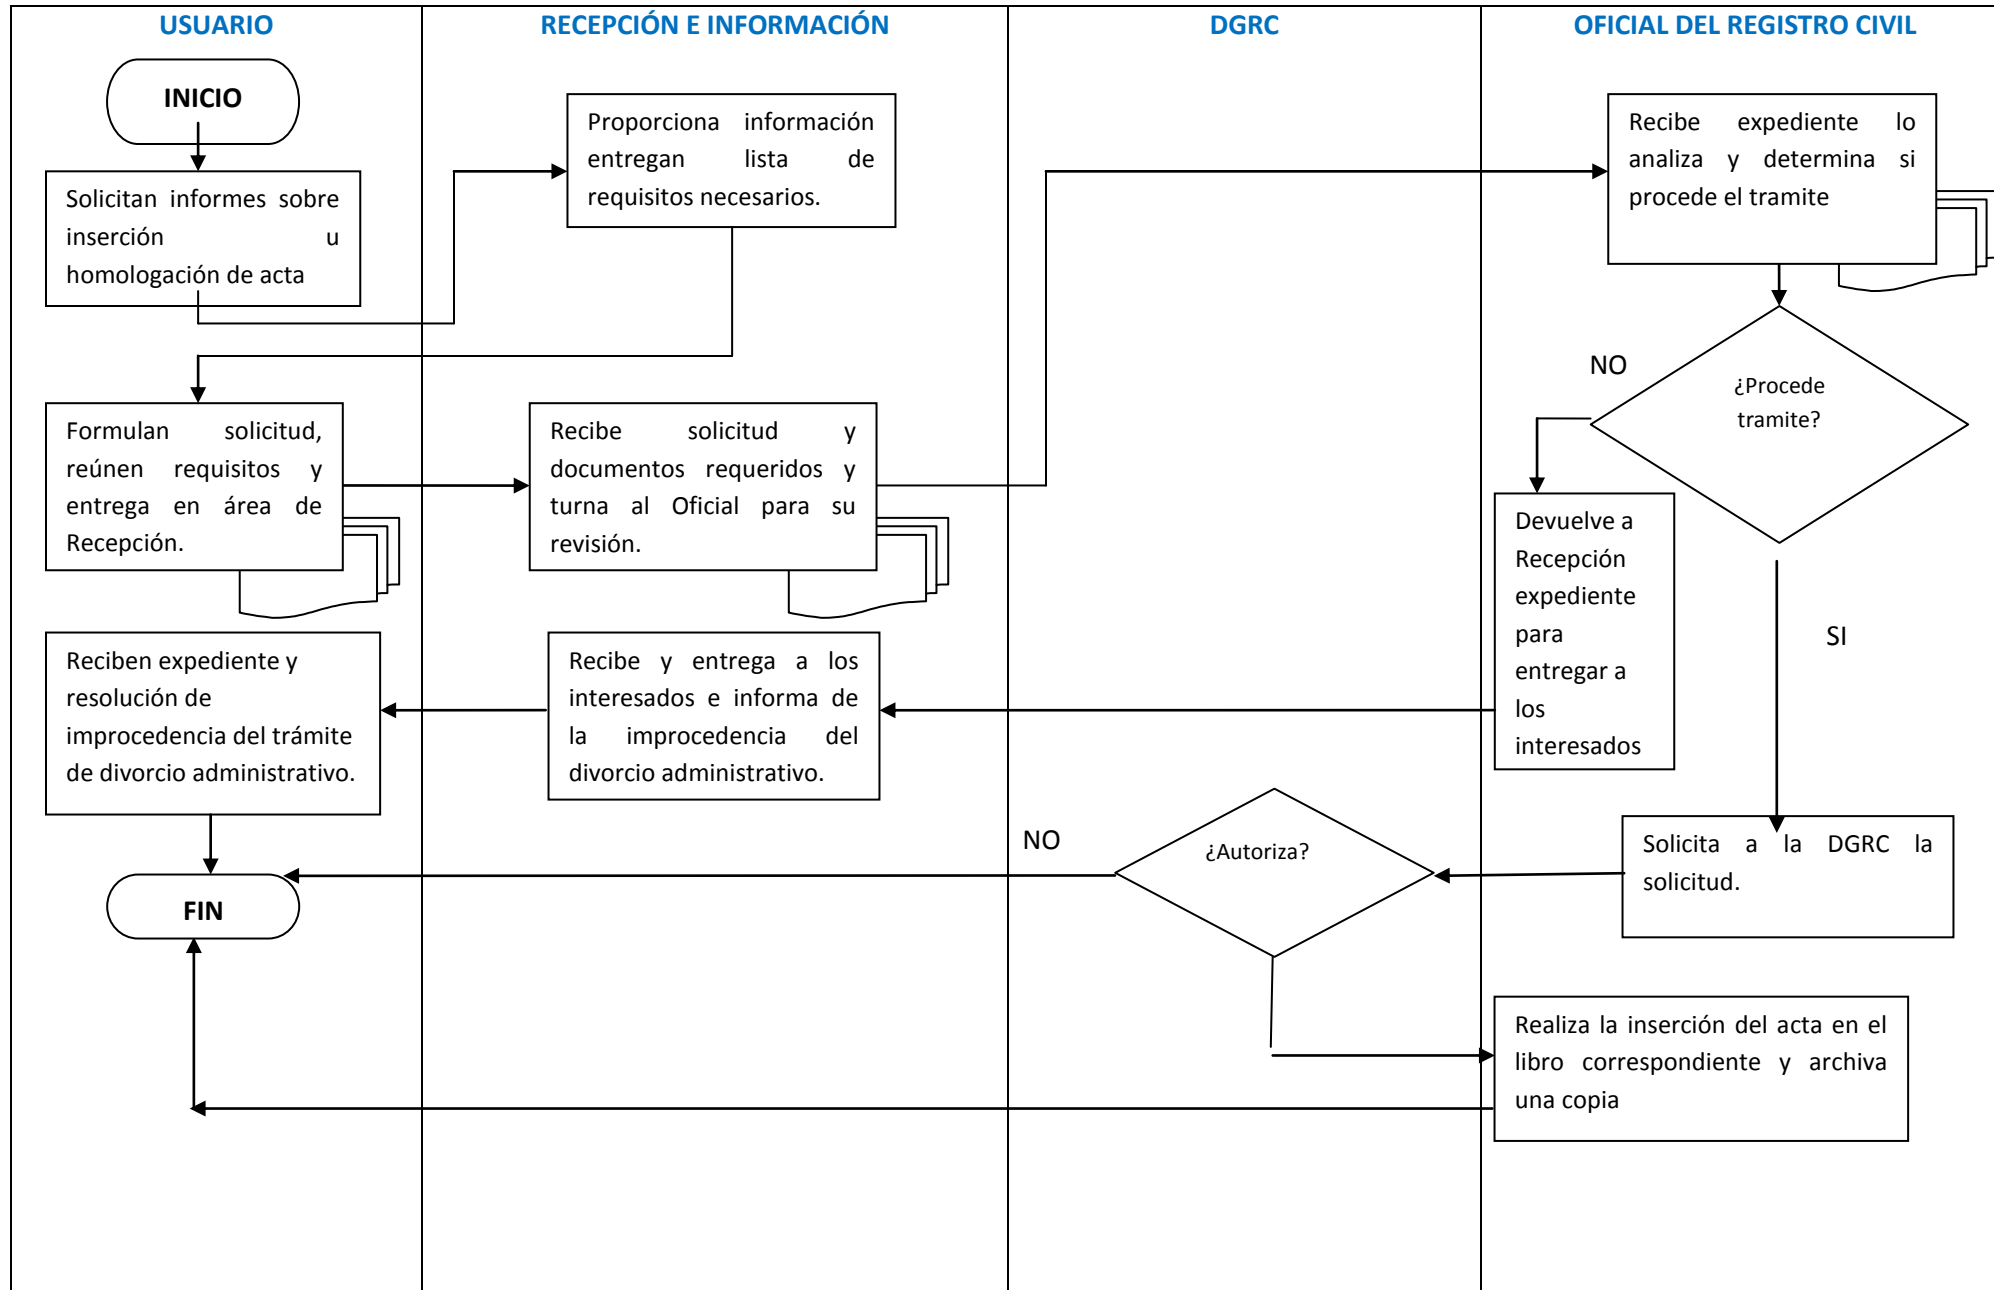 USUARIO
RECEPCIÓN E INFORMACIÓN
DGRC
OFICIAL DEL REGISTRO CIVIL
INICIO
Solicitan informes sobre
inserción u
homologación de acta
Proporciona información
entregan lista de
requisitos necesarios.
Recibe expediente lo
analiza y determina si
procede el tramite
NO
¿Procede
tramite?
Formulan solicitud,
reúnen requisitos y
entrega en área de
Recepción.
Recibe solicitud y
documentos requeridos y
turna al Oficial para su
revisión.
Devuelve a
Recepción
expediente
para
entregar a
los
interesados
SI
Reciben expediente y
resolución de
improcedencia del trámite
de divorcio administrativo.
Recibe y entrega a los
interesados e informa de
la improcedencia del
divorcio administrativo.
NO
¿Autoriza?
Solicita a la DGRC la
solicitud.
FIN
Realiza la inserción del acta en el
libro correspondiente y archiva
una copia